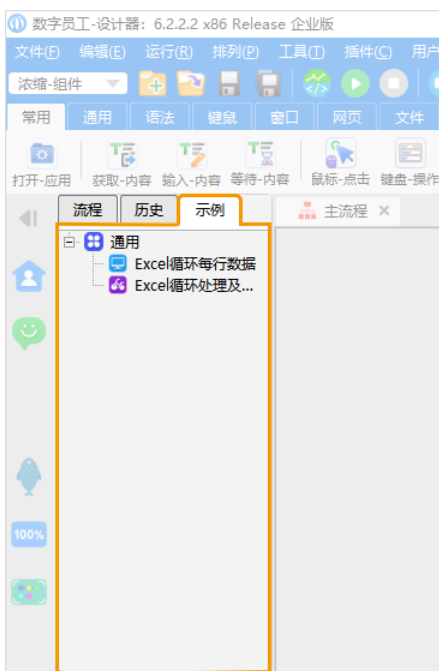 数字员工-设计器：6.2.2.2 x86 Release 企业版
文件(F) 编辑(E) 运行(R) 排列(P) 工具(T) 插件(C) 用户
浓缩-组件
常用 通用 语法 键鼠 窗口 网页 文件
打开-应用 获取-内容 输入-内容 等待-内容 鼠标-点击 键盘-操作
流程 历史 示例 主流程
通用
Excel循环每行数据
Excel循环处理及...
100%